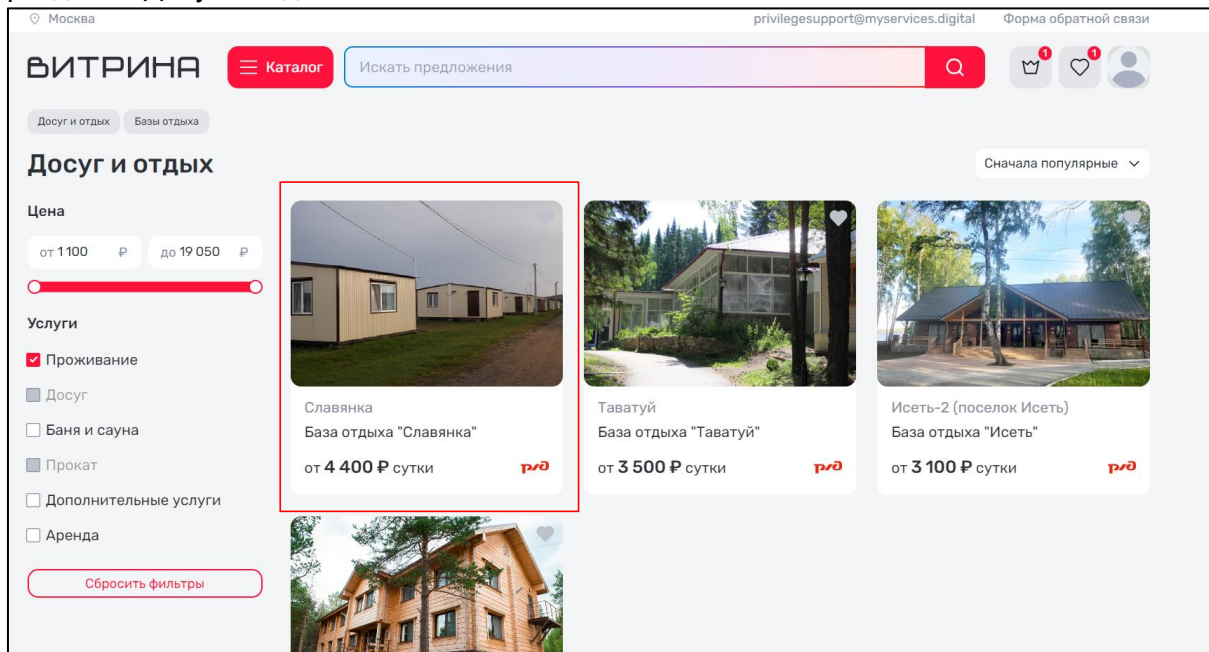 Москва
privilegesupport@myservices.digital Форма обратной связи
ВИТРИНА
Каталог
Искать предложения
1
1
Досуг и отдых
Базы отдыха
Досуг и отдых
Сначала популярные
Цена
от 1 100 ₽
до 19 050 ₽
Услуги
Проживание
Досуг
Баня и сауна
Прокат
Дополнительные услуги
Аренда
Сбросить фильтры
Славянка
База отдыха "Славянка"
от 4 400 ₽ сутки
ржд
Таватуй
База отдыха "Таватуй"
от 3 500 ₽ сутки
ржд
Исеть-2 (поселок Исеть)
База отдыха "Исеть"
от 3 100 ₽ сутки
ржд